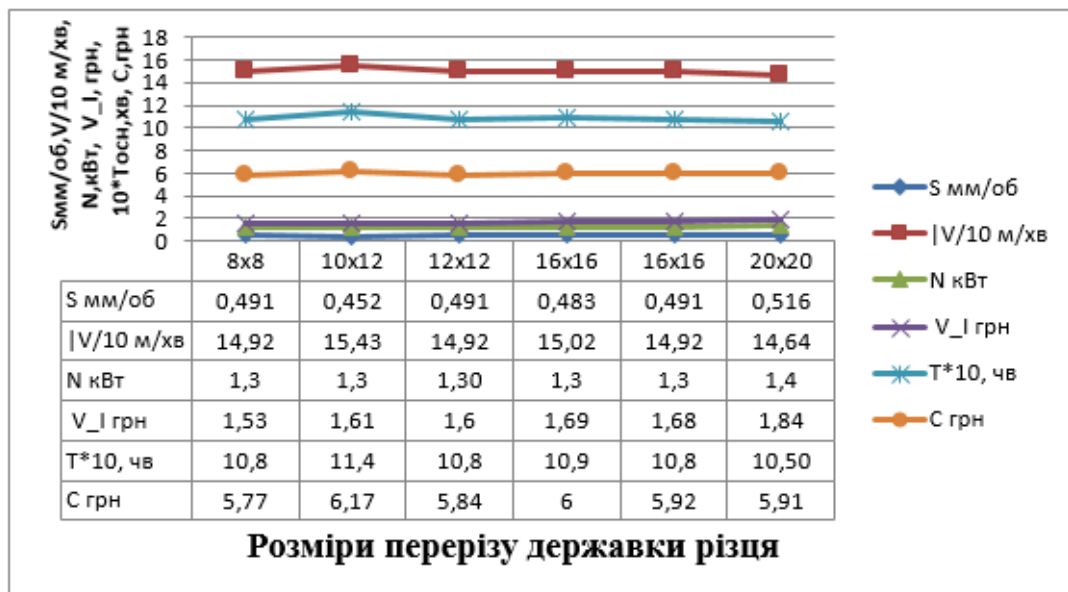 Sмм/об,V/10 м/хв,
N,кВт, V_I, грн,
10*Tосн,хв, С,грн
18
16
14
12
10
8
6
4
2
0
8x8 10x12 12x12 16x16 16x16 20x20
S мм/об 0,491 0,452 0,491 0,483 0,491 0,516
|V/10 м/хв 14,92 15,43 14,92 15,02 14,92 14,64
N кВт 1,3 1,3 1,30 1,3 1,3 1,4
V_I грн 1,53 1,61 1,6 1,69 1,68 1,84
T*10, чв 10,8 11,4 10,8 10,9 10,8 10,50
С грн 5,77 6,17 5,84 6 5,92 5,91
Розміри перерізу державки різця
S мм/об
|V/10 м/хв
N кВт
V_I грн
T*10, чв
С грн